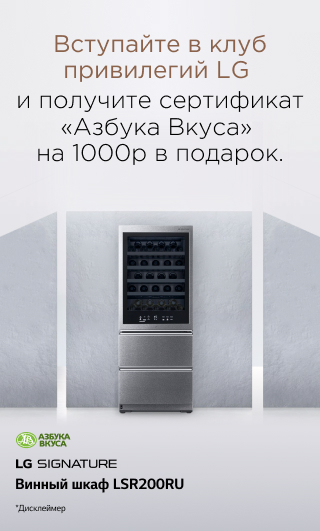 Вступайте в клуб
привилегий LG
и получите сертификат
«Азбука Вкуса»
на 1000р в подарок.
АЗБУКА
ВКУСА
LG SIGNATURE
Винный шкаф LSR200RU
*Дисклеймер